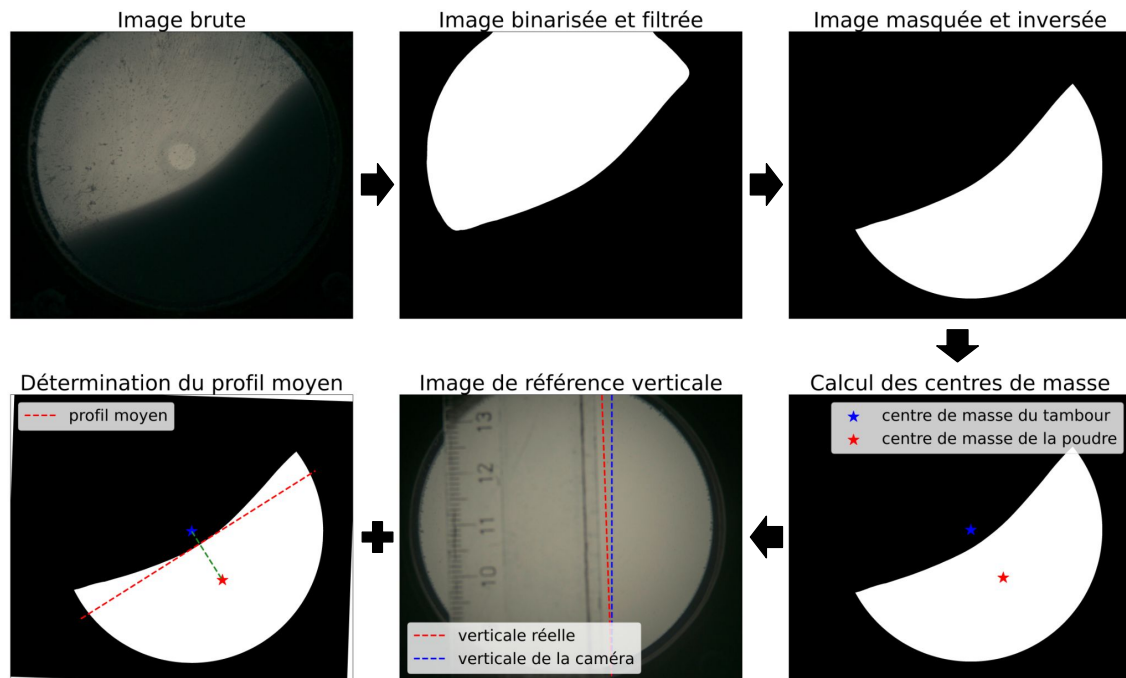 Image brute
Image binarisée et filtrée
Image masquée et inversée
Détermination du profil moyen
Image de référence verticale
Calcul des centres de masse
profil moyen
13
12
11
10
verticale réelle
verticale de la caméra
centre de masse du tambour
centre de masse de la poudre